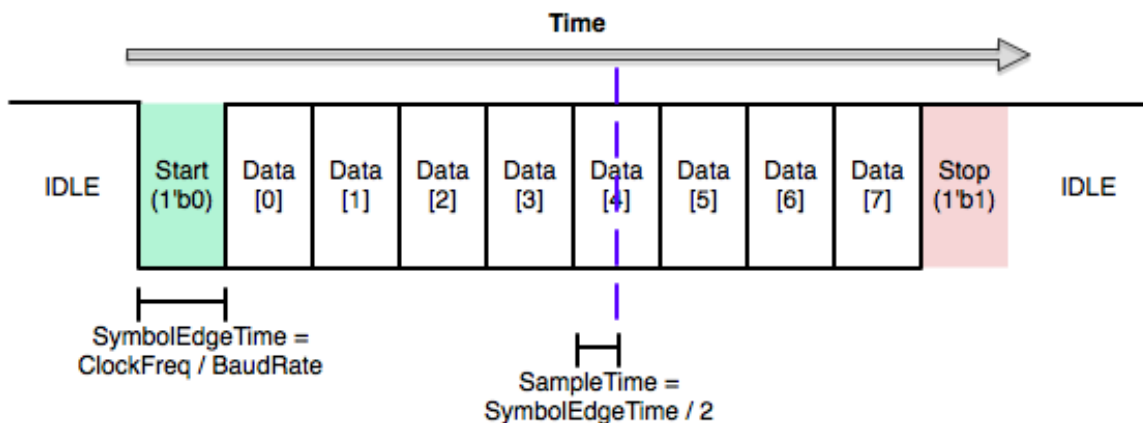 Time
IDLE
Start
(1'b0)
Data
[0]
Data
[1]
Data
[2]
Data
[3]
Data
[4]
Data
[5]
Data
[6]
Data
[7]
Stop
(1'b1)
IDLE
SymbolEdgeTime =
ClockFreq / BaudRate
SampleTime =
SymbolEdgeTime / 2